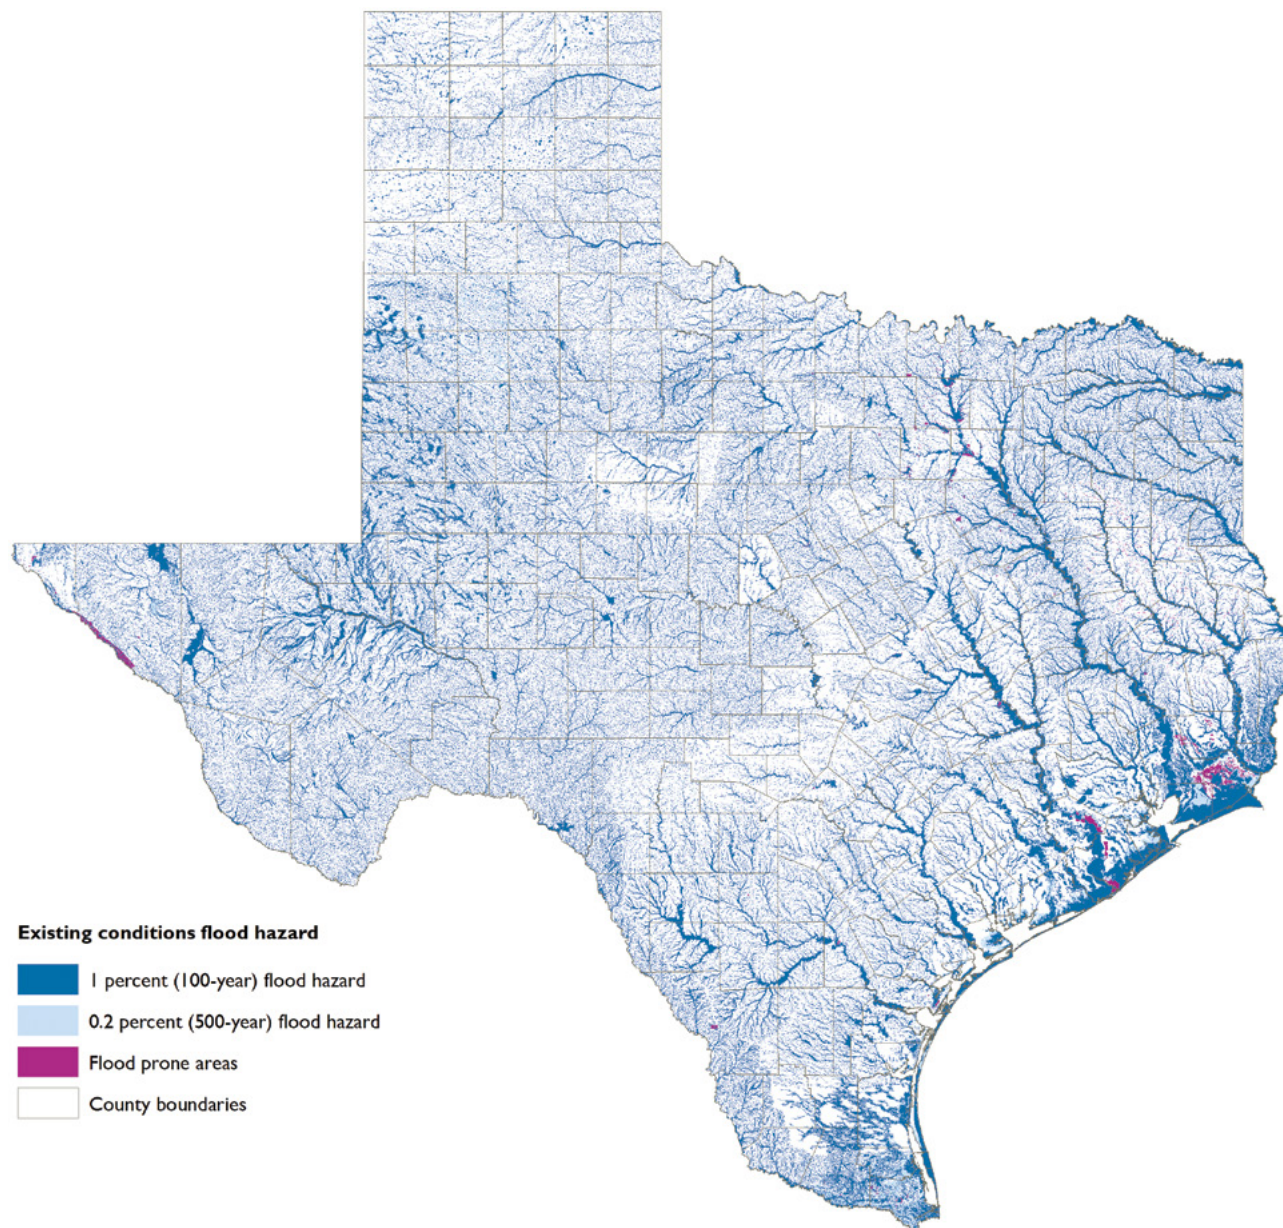 Existing conditions flood hazard
1 percent (100-year) flood hazard
0.2 percent (500-year) flood hazard
Flood prone areas
County boundaries